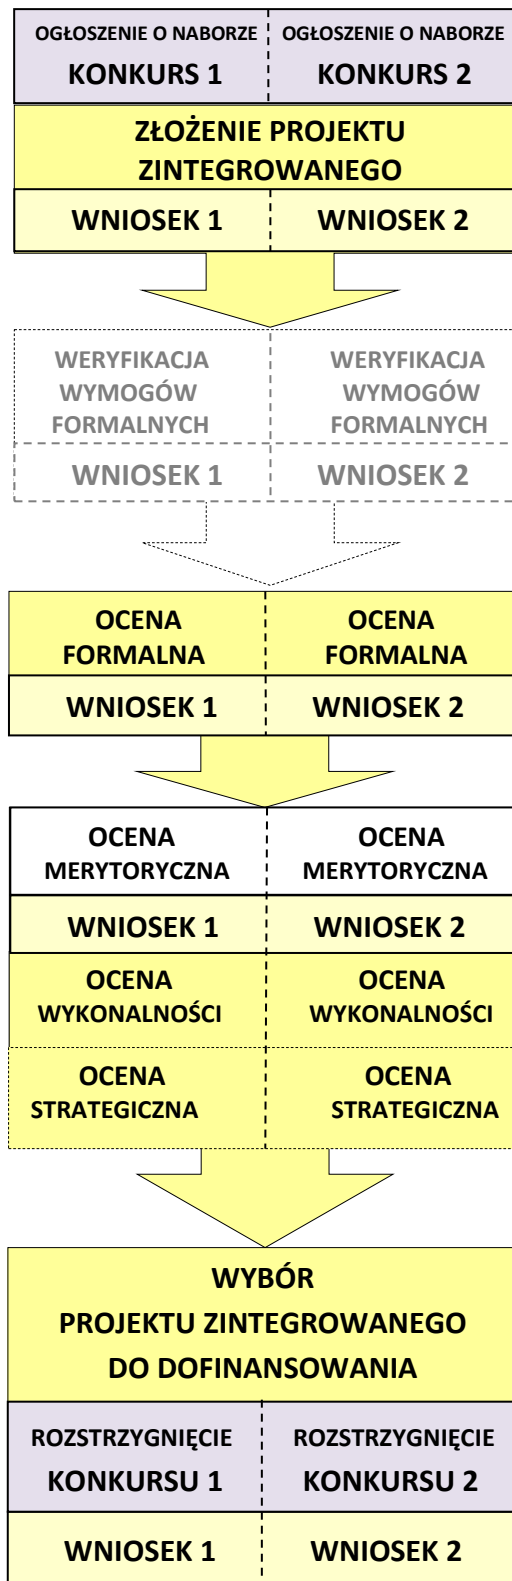 OGŁOSZENIE O NABORZE OGŁOSZENIE O NABORZE
KONKURS 1 KONKURS 2
ZŁOŻENIE PROJEKTU
ZINTEGROWANEGO
WNIOSEK 1 WNIOSEK 2
WERYFIKACJA WERYFIKACJA
WYMOGÓW WYMOGÓW
FORMALNYCH FORMALNYCH
WNIOSEK 1 WNIOSEK 2
OCENA OCENA
FORMALNA FORMALNA
WNIOSEK 1 WNIOSEK 2
OCENA OCENA
MERYTORYCZNA MERYTORYCZNA
WNIOSEK 1 WNIOSEK 2
OCENA OCENA
WYKONALNOŚCI WYKONALNOŚCI
OCENA OCENA
STRATEGICZNA STRATEGICZNA
WYBÓR
PROJEKTU ZINTEGROWANEGO
DO DOFINANSOWANIA
ROZSTRZYGNIĘCIE ROZSTRZYGNIĘCIE
KONKURSU 1 KONKURSU 2
WNIOSEK 1 WNIOSEK 2